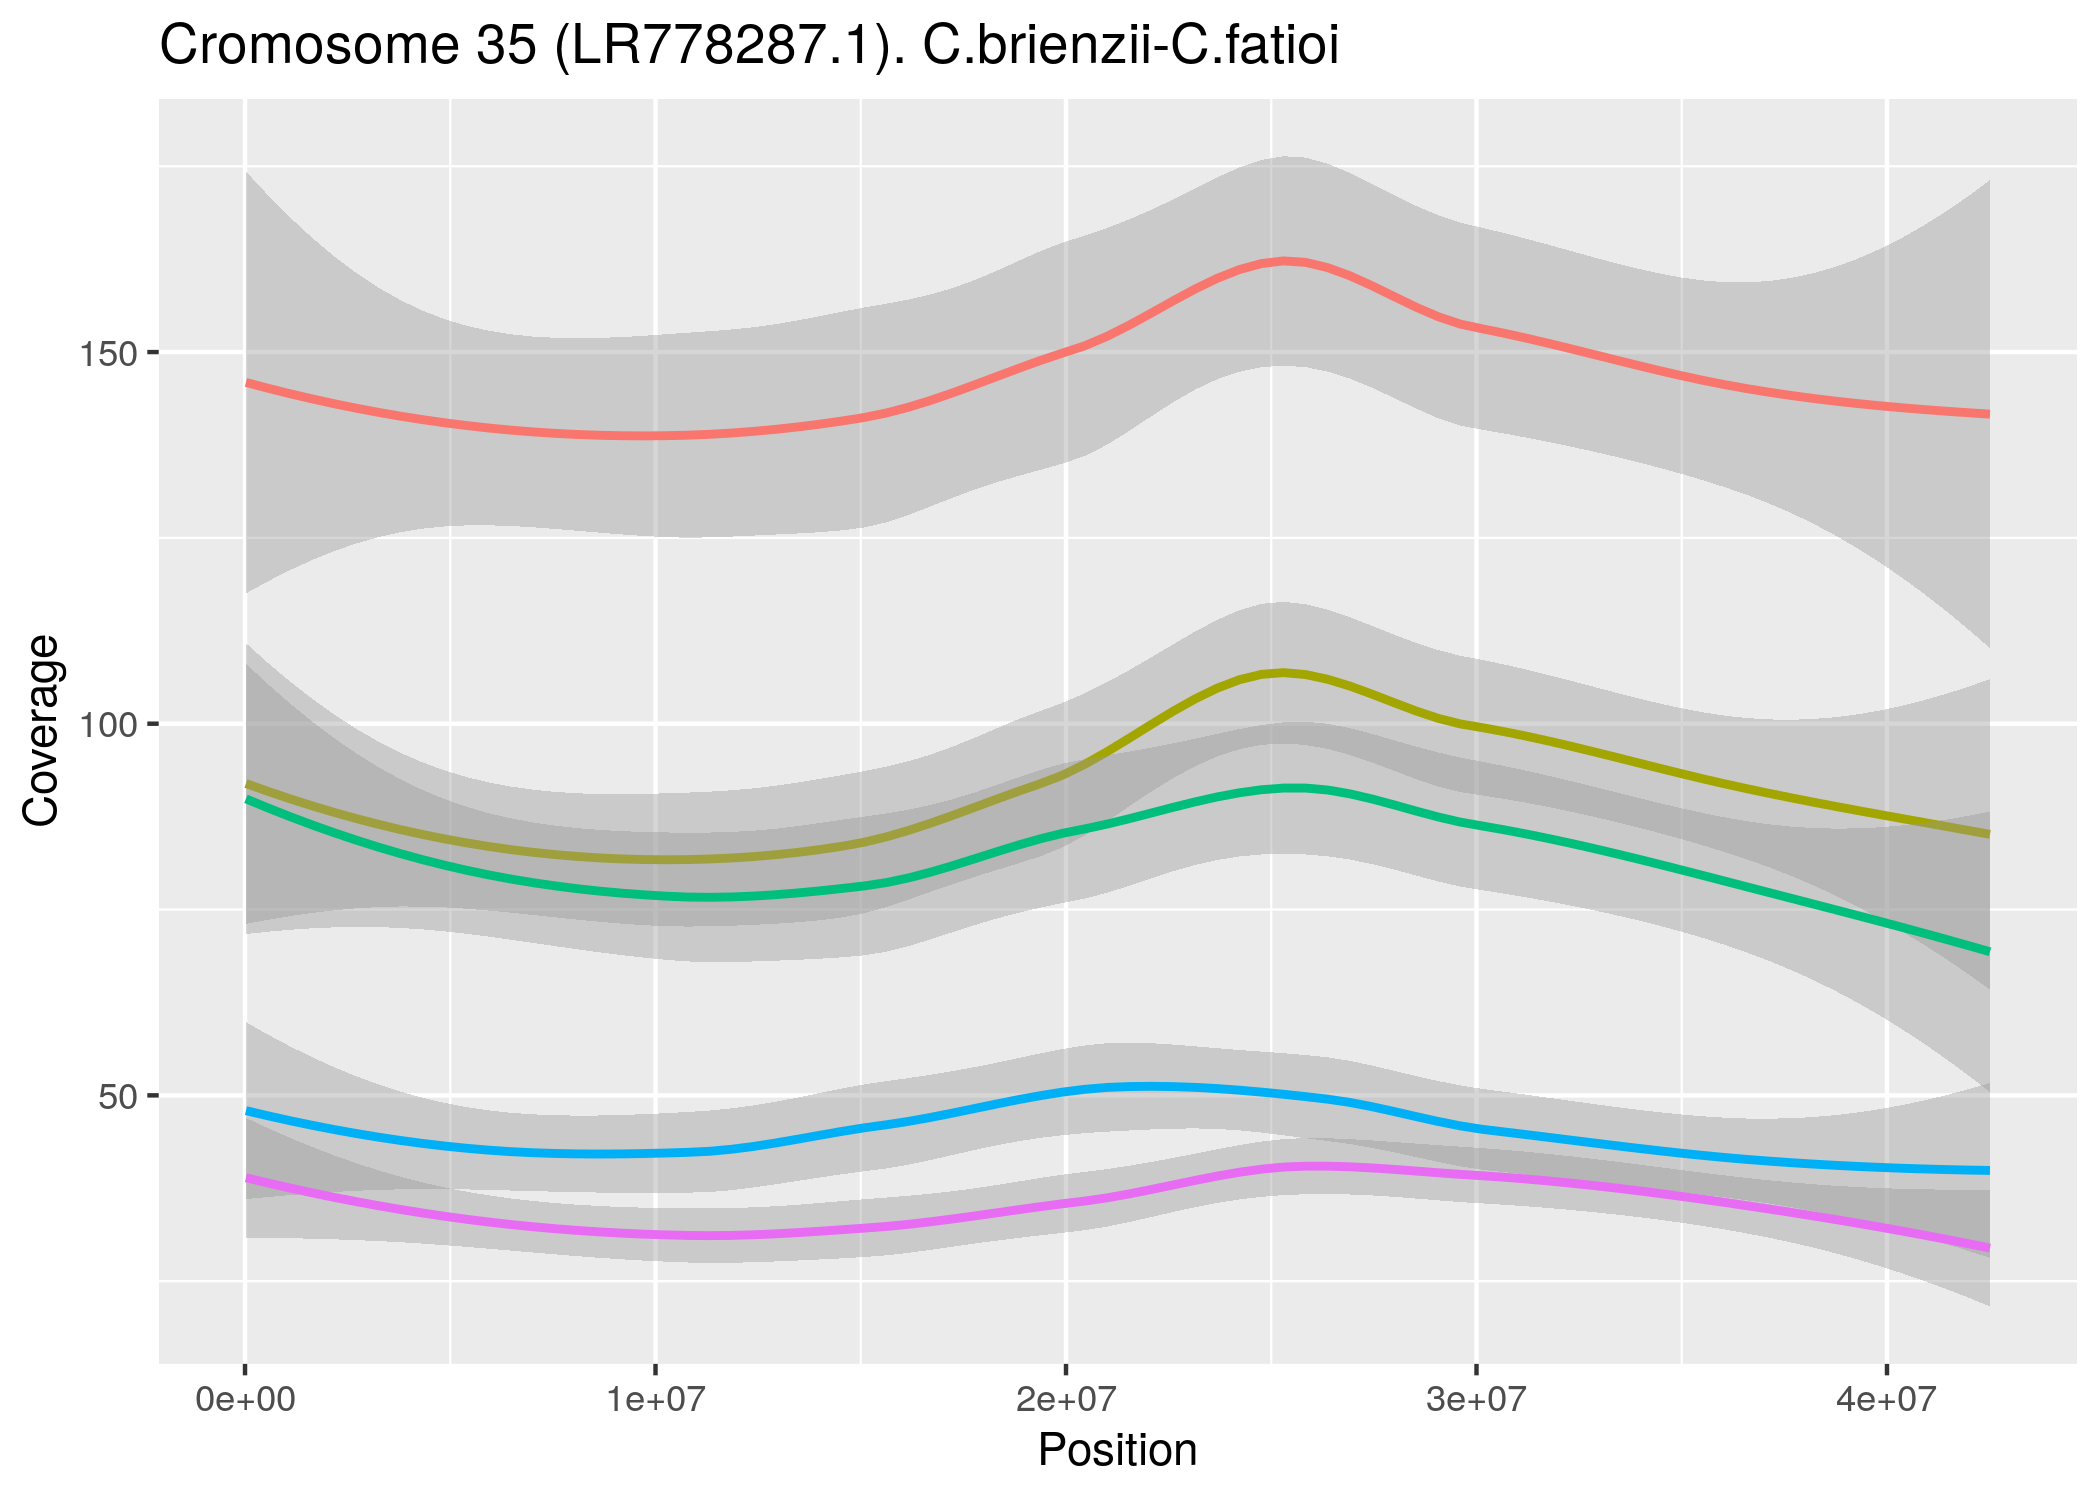 Cromosome 35 (LR778287.1). C.brienzii-C.fatioi
150
100
50
Coverage
0e+00 1e+07 2e+07 3e+07 4e+07
Position